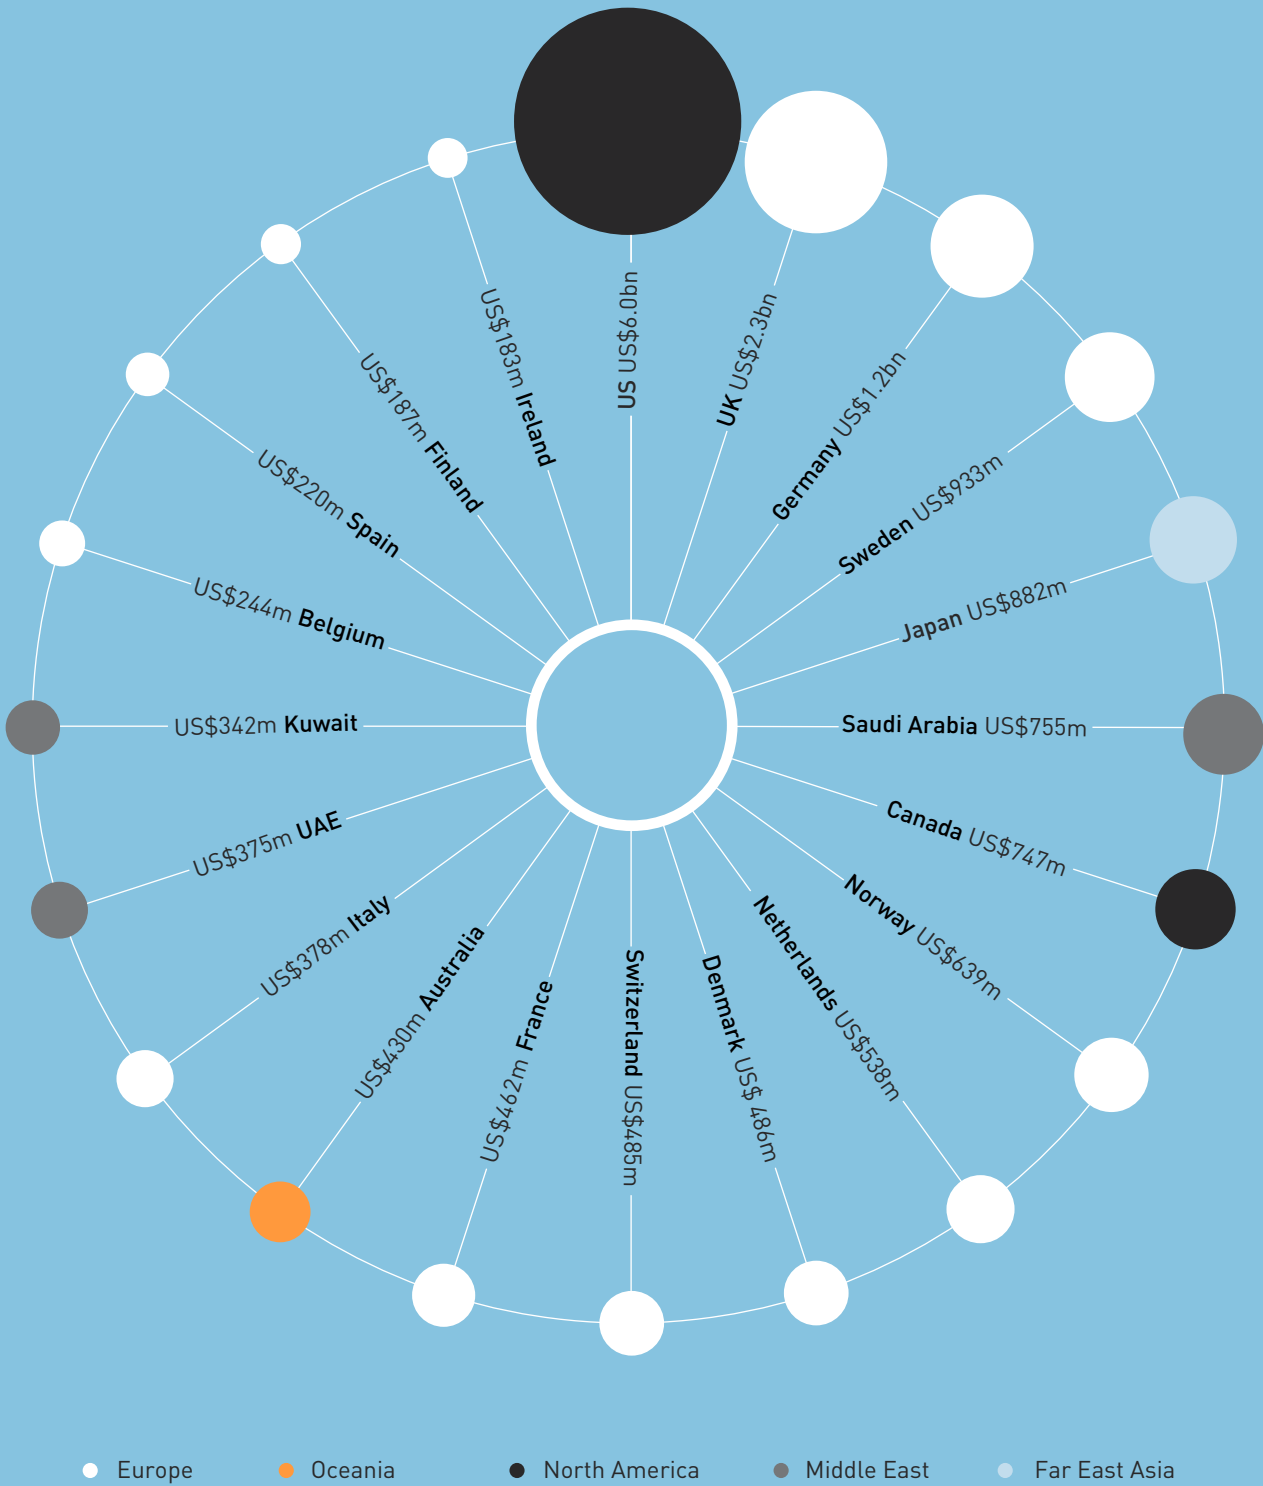 US US$6.0bn
UK US$2.3bn
Germany US$1.2bn
Sweden US$933m
Japan US$882m
Saudi Arabia US$755m
Canada US$747m
Norway US$639m
Netherlands US$538m
Denmark US$ 486m
Switzerland US$485m
US$462m France
US$430m Australia
US$378m Italy
US$375m UAE
US$342m Kuwait
US$244m Belgium
US$220m Spain
US$187m Finland
US$183m Ireland
Europe
Oceania
North America
Middle East
Far East Asia